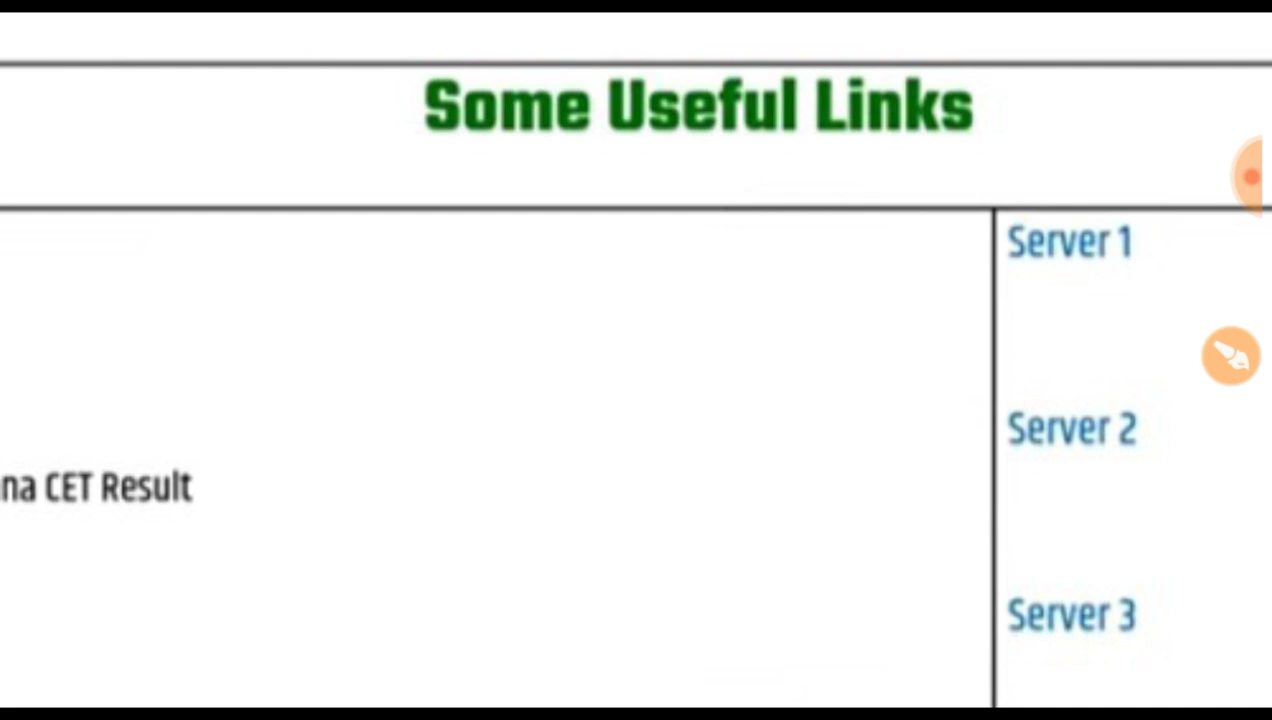 Some Useful Links
Server 1
Server 2
na CET Result
Server 3